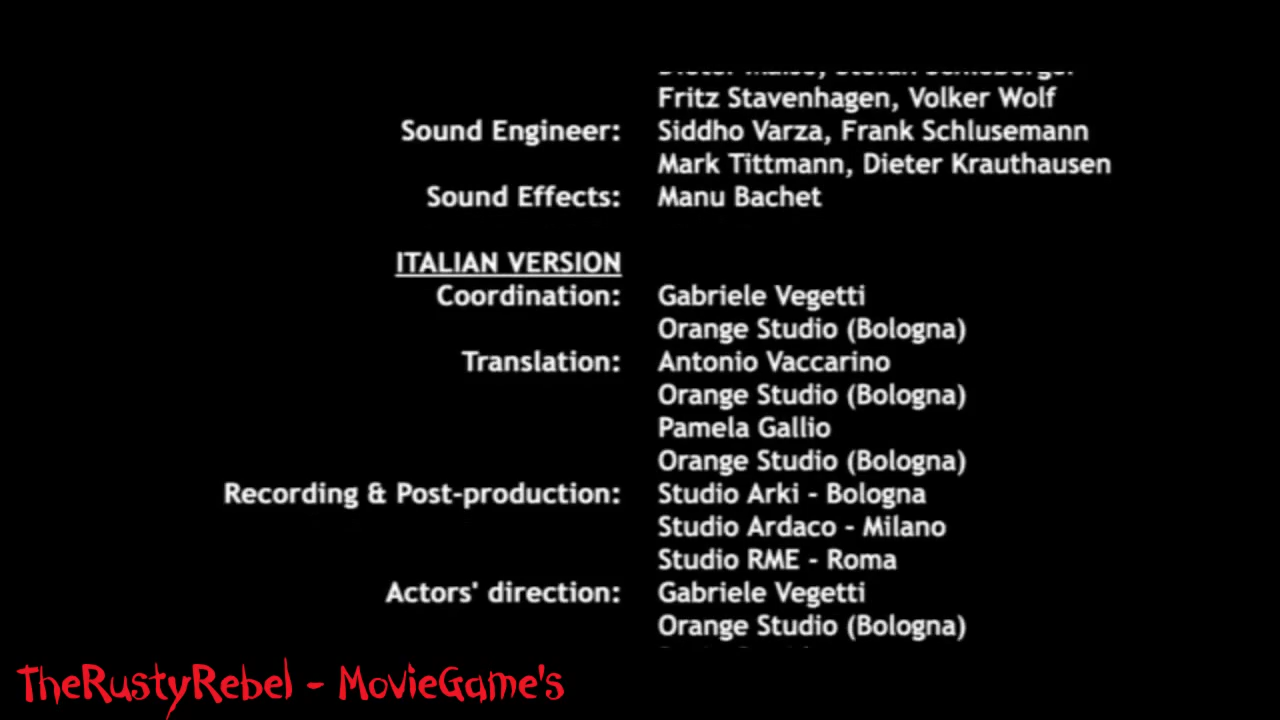 Fritz Stavenhagen, Volker Wolf
Sound Engineer: Siddho Varza, Frank Schlusemann
Mark Tittmann, Dieter Krauthausen
Sound Effects: Manu Bachet
ITALIAN VERSION
Coordination: Gabriele Vegetti
Orange Studio (Bologna)
Translation: Antonio Vaccarino
Orange Studio (Bologna)
Pamela Gallio
Orange Studio (Bologna)
Recording & Post-production: Studio Arki - Bologna
Studio Ardaco - Milano
Studio RME - Roma
Actors' direction: Gabriele Vegetti
Orange Studio (Bologna)
TheRustyRebel - MovieGame's